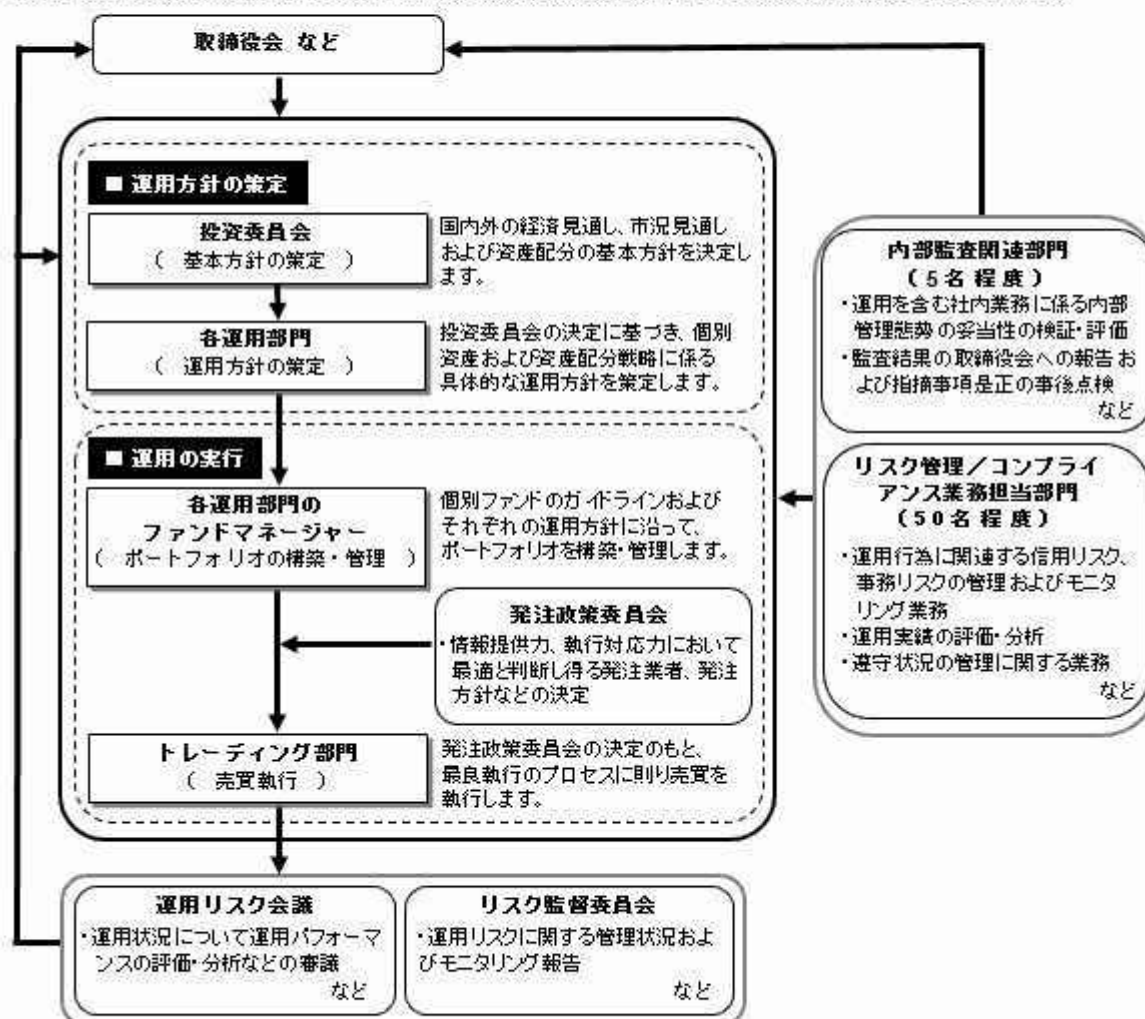 取締役会 など
■ 運用方針の策定
投資委員会
( 基本方針の策定 )
国内外の経済見通し、市況見通し
および資産配分の基本方針を決定し
ます。
各運用部門
( 運用方針の策定 )
投資委員会の決定に基づき、個別
資産および資産配分戦略に係る
具体的な運用方針を策定します。
■ 運用の実行
各運用部門の
ファンドマネージャー
( ポートフォリオの構築・管理 )
個別ファンドのガイドラインおよび
それぞれの運用方針に沿って、
ポートフォリオを構築・管理します。
発注政策委員会
・情報提供力、執行対応力において
最適と判断し得る発注業者、発注
方針などの決定
トレーディング部門
( 売買執行 )
発注政策委員会の決定のもと、
最良執行のプロセスに則り売買を
執行します。
内部監査関連部門
(5名程度)
・運用を含む社内業務に係る内部
管理態勢の妥当性の検証・評価
・監査結果の取締役会への報告お
よび指摘事項是正の事後点検
など
リスク管理／コンプライ
アンス業務担当部門
(50名程度)
・運用行為に関連する信用リスク、
事務リスクの管理およびモニタ
リング業務
・運用実績の評価・分析
・遵守状況の管理に関する業務
など
運用リスク会議
・運用状況について運用パフォーマ
ンスの評価・分析などの審議
など
リスク監督委員会
・運用リスクに関する管理状況およ
びモニタリング報告
など